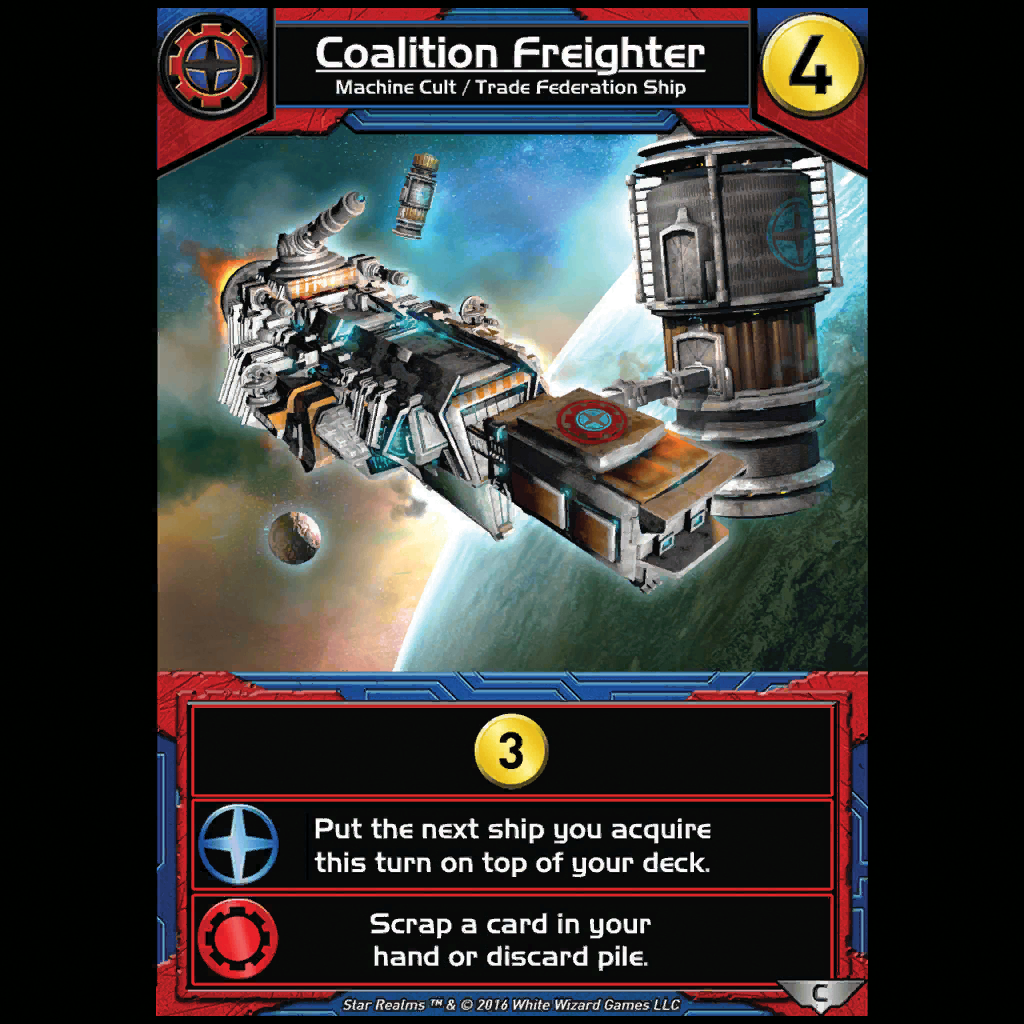 Coalition Freighter
4
Machine Cult / Trade Federation Ship
3
Put the next ship you acquire
this turn on top of your deck.
Scrap a card in your
hand or discard pile.
C
Star Realms ™ & © 2016 White Wizard Games LLC